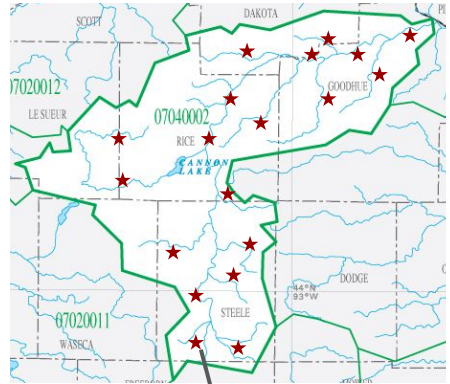 DAKOTA
SCOTT
07020012
GOODHUE
LE SUEUR
07040002
RICE
CANNON
LAKE
DODGE
44°N
93°W
STEELE
07020011
WASECA